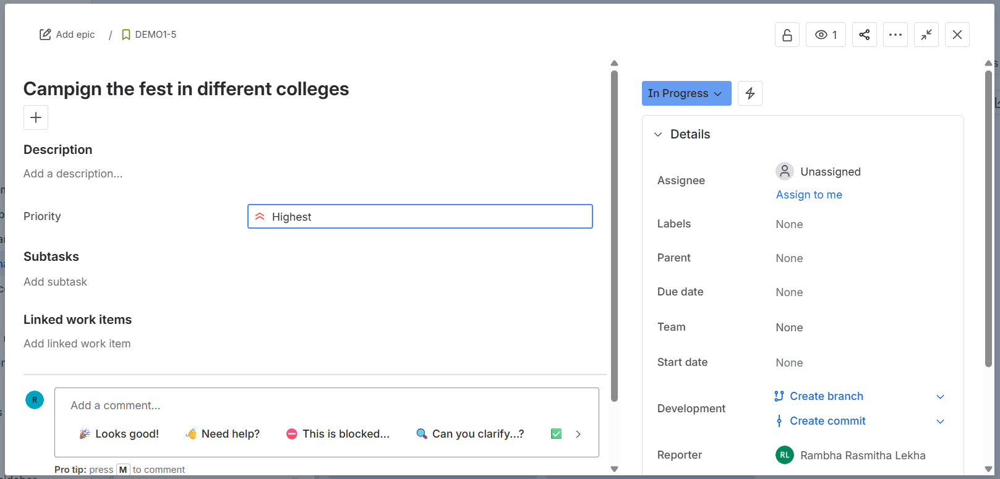 Add epic / DEMO1-5
1
Campign the fest in different colleges
Description
Add a description...
Priority
Highest
Subtasks
Add subtask
Linked work items
Add linked work item
R
Add a comment...
Looks good!
Need help?
This is blocked...
Can you clarify...?
Pro tip: press M to comment
In Progress
Details
Assignee
Unassigned
Assign to me
Labels
None
Parent
None
Due date
None
Team
None
Start date
None
Development
Create branch
Create commit
Reporter
RL
Rambha Rasmitha Lekha